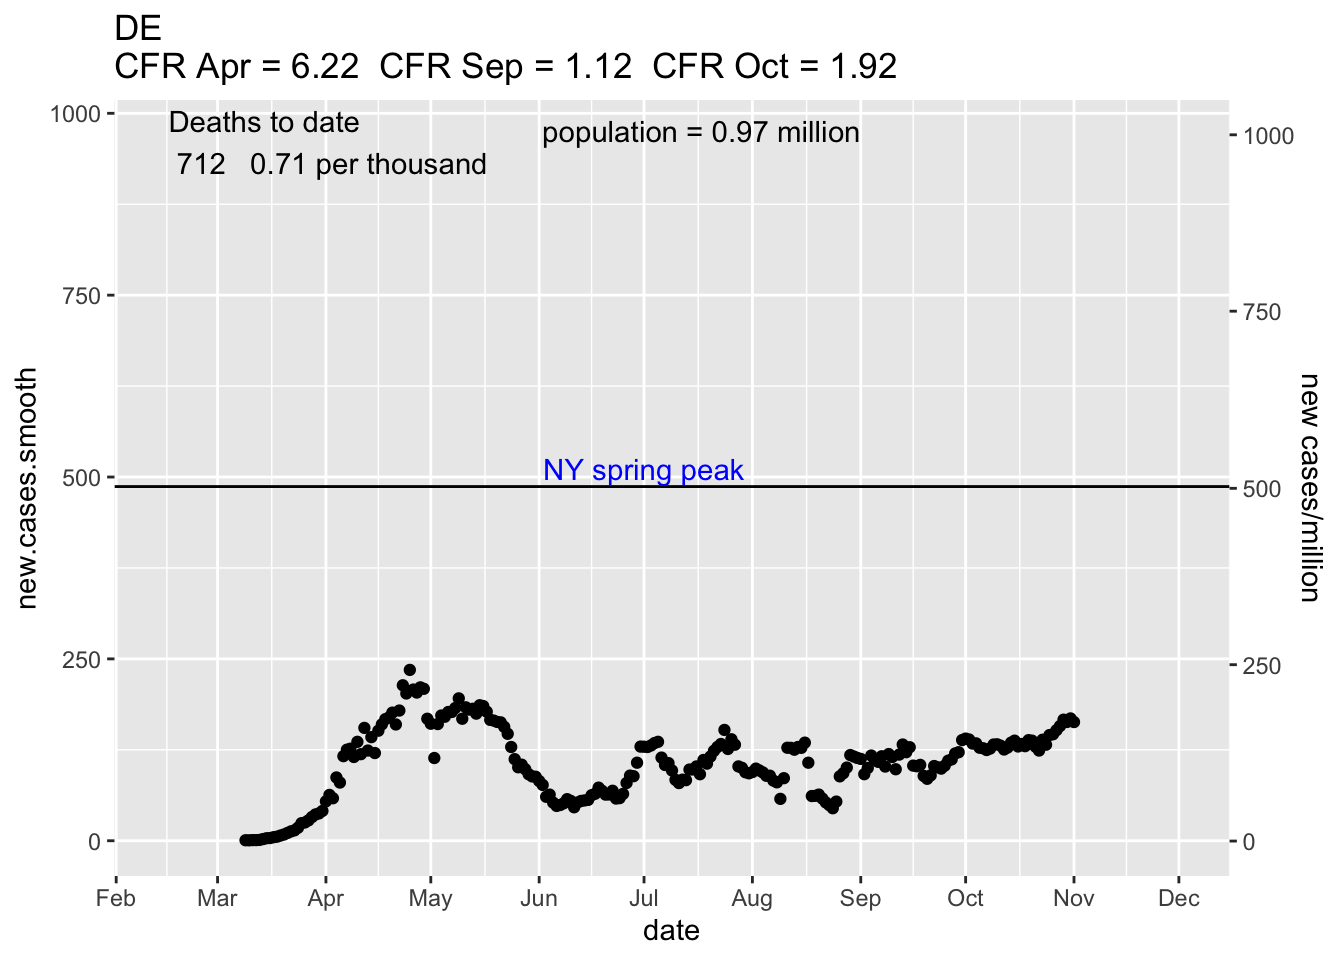 DE
CFR Apr = 6.22  CFR Sep = 1.12  CFR Oct = 1.92
Deaths to date
712   0.71 per thousand
population = 0.97 million
NY spring peak
new.cases.smooth
1000
750
500
250
0
new cases/million
1000
750
500
250
0
Feb Mar Apr May Jun Jul Aug Sep Oct Nov Dec
date